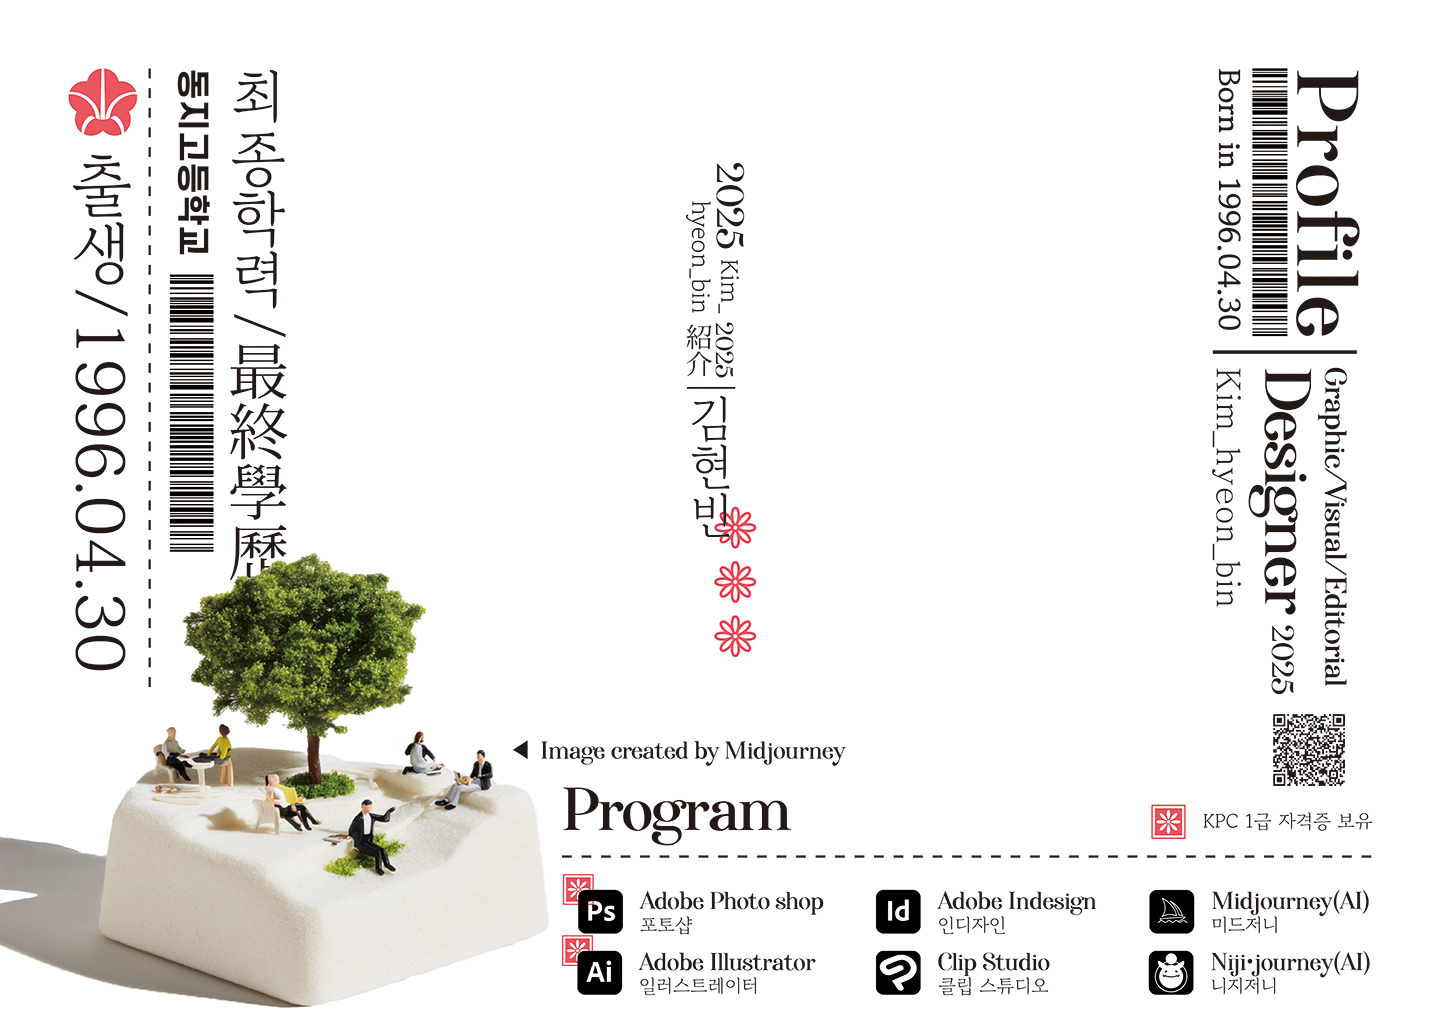 출생/1996.04.30
동지고등학교
최종학력/最終學歷
2025 Kim_ 2025
hyeon_bin 紹介
김현빈
Profile
Born in 1996.04.30
Graphic/Visual/Editorial
Designer 2025
Kim_hyeon_bin
◀ Image created by Midjourney
Program
KPC 1급 자격증 보유
Ps
Adobe Photo shop
포토샵
Id
Adobe Indesign
인디자인
Midjourney(AI)
미드저니
Ai
Adobe Illustrator
일러스트레이터
Clip Studio
클립 스튜디오
Niji•journey(AI)
니지저니